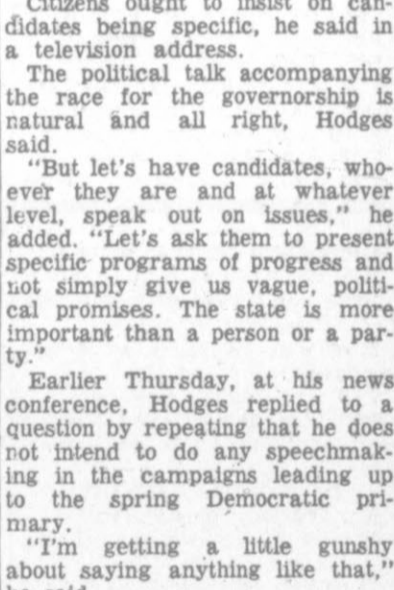 Citizens ought to insist on can-
didates being specific, he said in
a television address.
The political talk accompanying
the race for the governorship is
natural and all right, Hodges
said.
"But let's have candidates, who-
ever they are and at whatever
level, speak out on issues," he
added. "Let's ask them to present
specific programs of progress and
not simply give us vague, politi-
cal promises. The state is more
important than a person or a par-
ty."
Earlier Thursday, at his news
conference, Hodges replied to a
question by repeating that he does
not intend to do any speechmak-
ing in the campaigns leading up
to the spring Democratic pri-
mary.
"I'm getting a little gunshy
about saying anything like that,"
he said